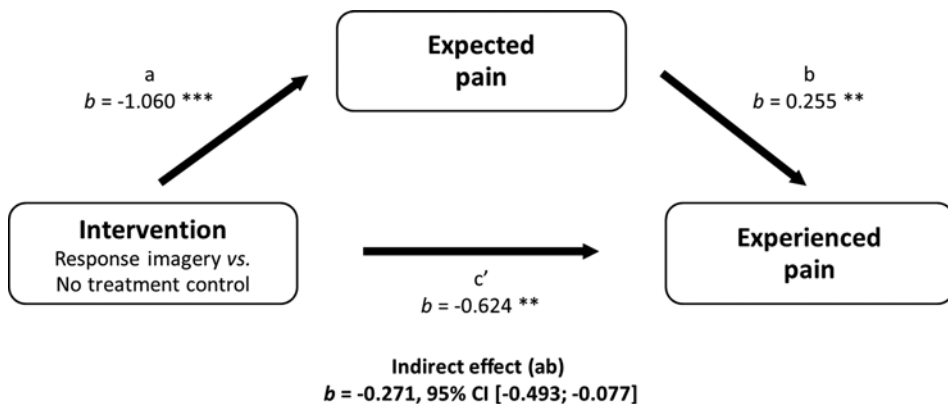 Expected
pain
a
b = -1.060 ***
b
b = 0.255 **
Intervention
Response imagery vs.
No treatment control
Experienced
pain
c’
b = -0.624 **
Indirect effect (ab)
b = -0.271, 95% CI [-0.493; -0.077]